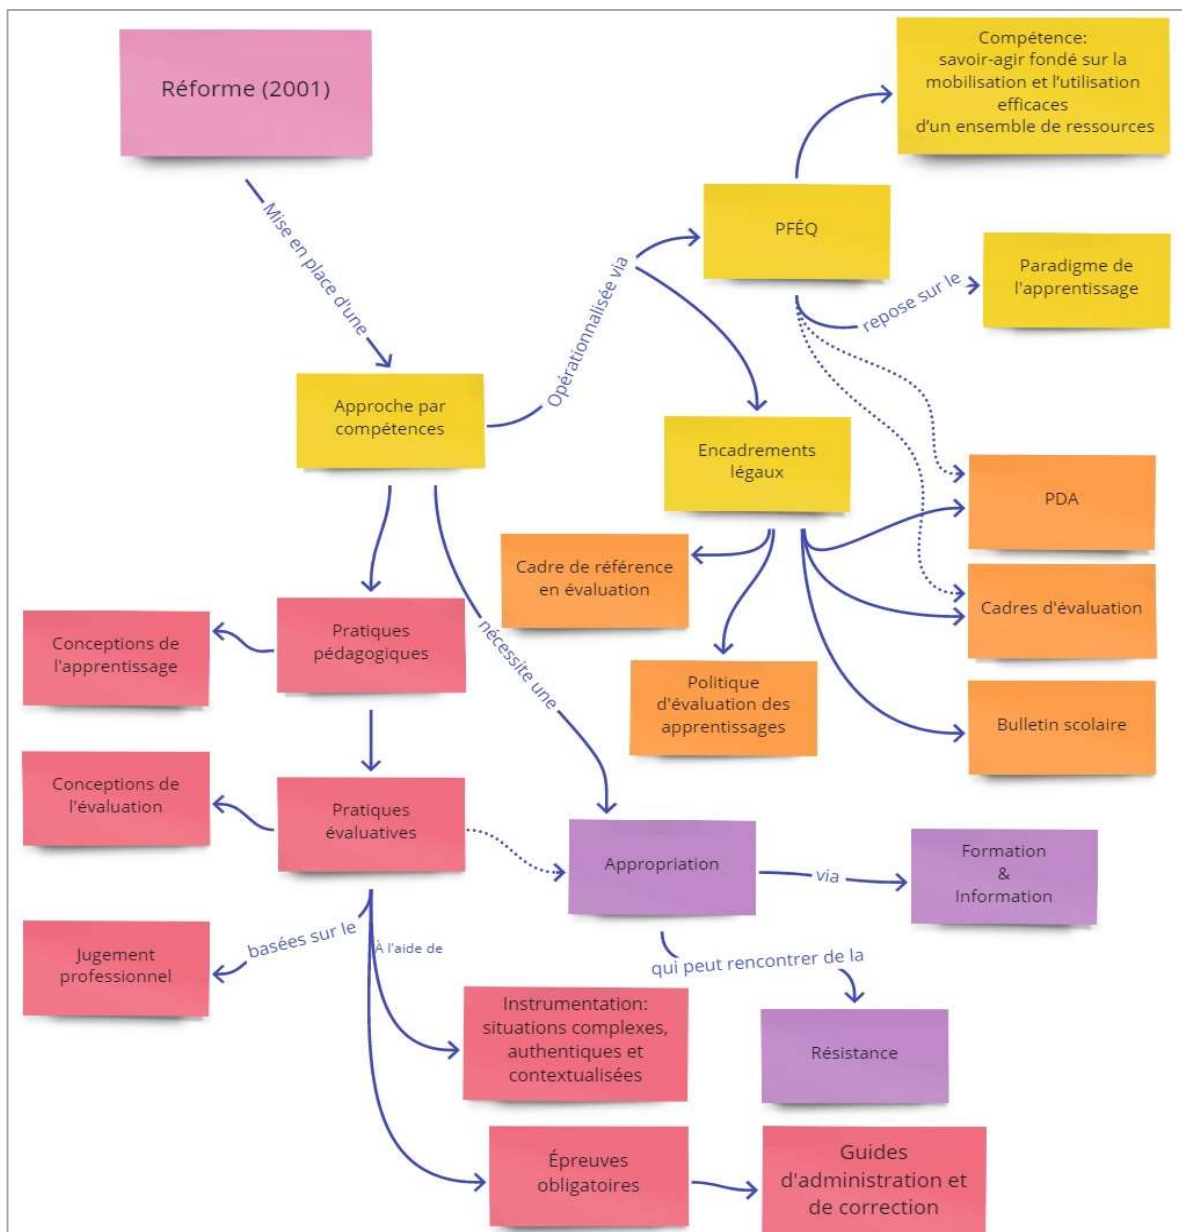 Réforme (2001)
Compétence:
savoir-agir fondé sur la
mobilisation et l'utilisation
efficaces
d'un ensemble de ressources
Mise en place d'une
Opérationnalisée via
PFÉQ
repose sur le
Paradigme de
l'apprentissage
Approche par
compétences
Encadrements
légaux
PDA
Cadre de référence
en évaluation
Cadres d'évaluation
Conceptions de
l'apprentissage
Pratiques
pédagogiques
nécessite une
Politique
d'évaluation des
apprentissages
Bulletin scolaire
Conceptions de
l'évaluation
Pratiques
évaluatives
Appropriation
via
Formation
&
Information
Jugement
professionnel
basées sur le
À l'aide de
qui peut rencontrer de la
Instrumentation:
situations complexes,
authentiques et
contextualisées
Résistance
Épreuves
obligatoires
Guides
d'administration et
de correction